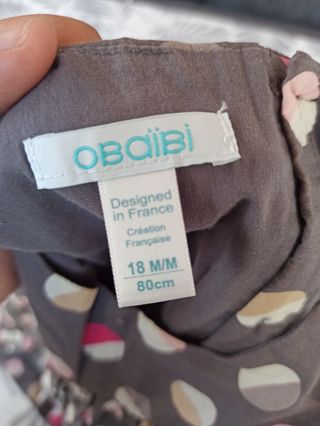 OBaïBi
Designed
in France
Création
Française
18 M/M
80cm